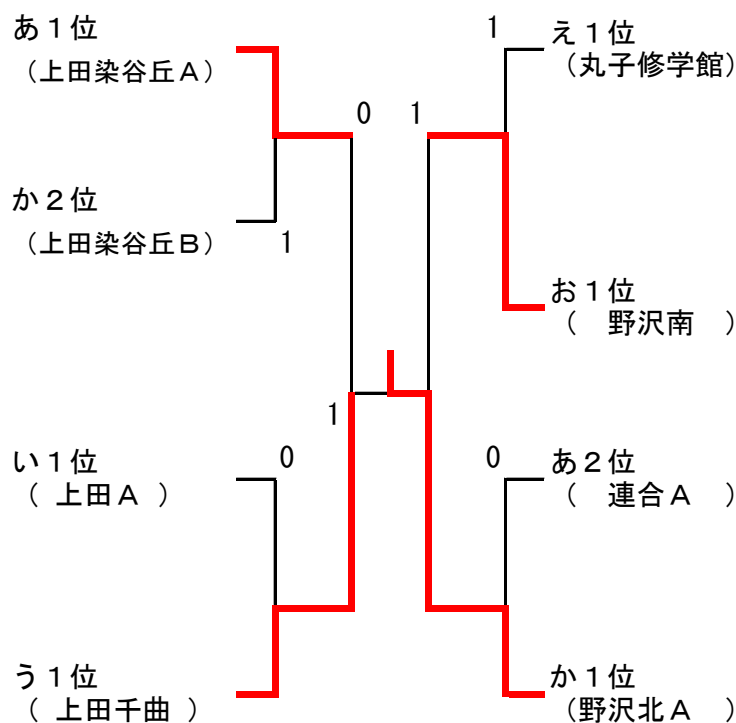 あ１位
（上田染谷丘Ａ）
0
か２位
（上田染谷丘Ｂ）
1
1
い１位
（ 上田Ａ ）
0
う１位
（ 上田千曲 ）
1
え１位
（丸子修学館）
1
お１位
（　野沢南　）
0
あ２位
（　連合Ａ　）
か１位
（野沢北Ａ　）